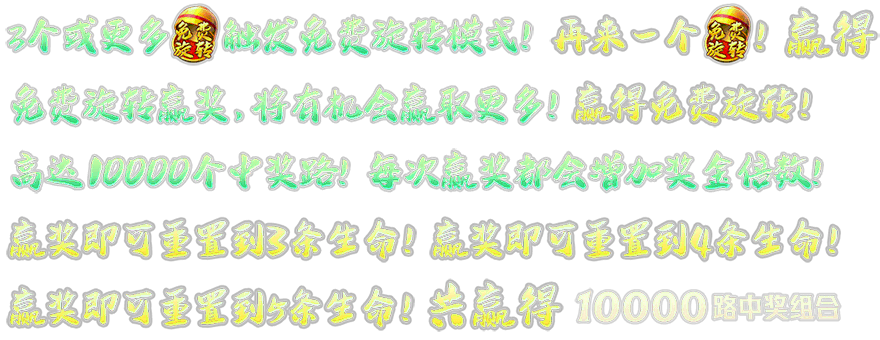 3个或更多免费旋转触发免费旋转模式! 再来一个免费旋转! 赢得
免费旋转赢奖,将有机会赢取更多! 赢得免费旋转!
高达10000个中奖路! 每次赢奖都会增加奖金倍数!
赢奖即可重置到3条生命! 赢奖即可重置到4条生命!
赢奖即可重置到5条生命! 共赢得 10000路中奖组合